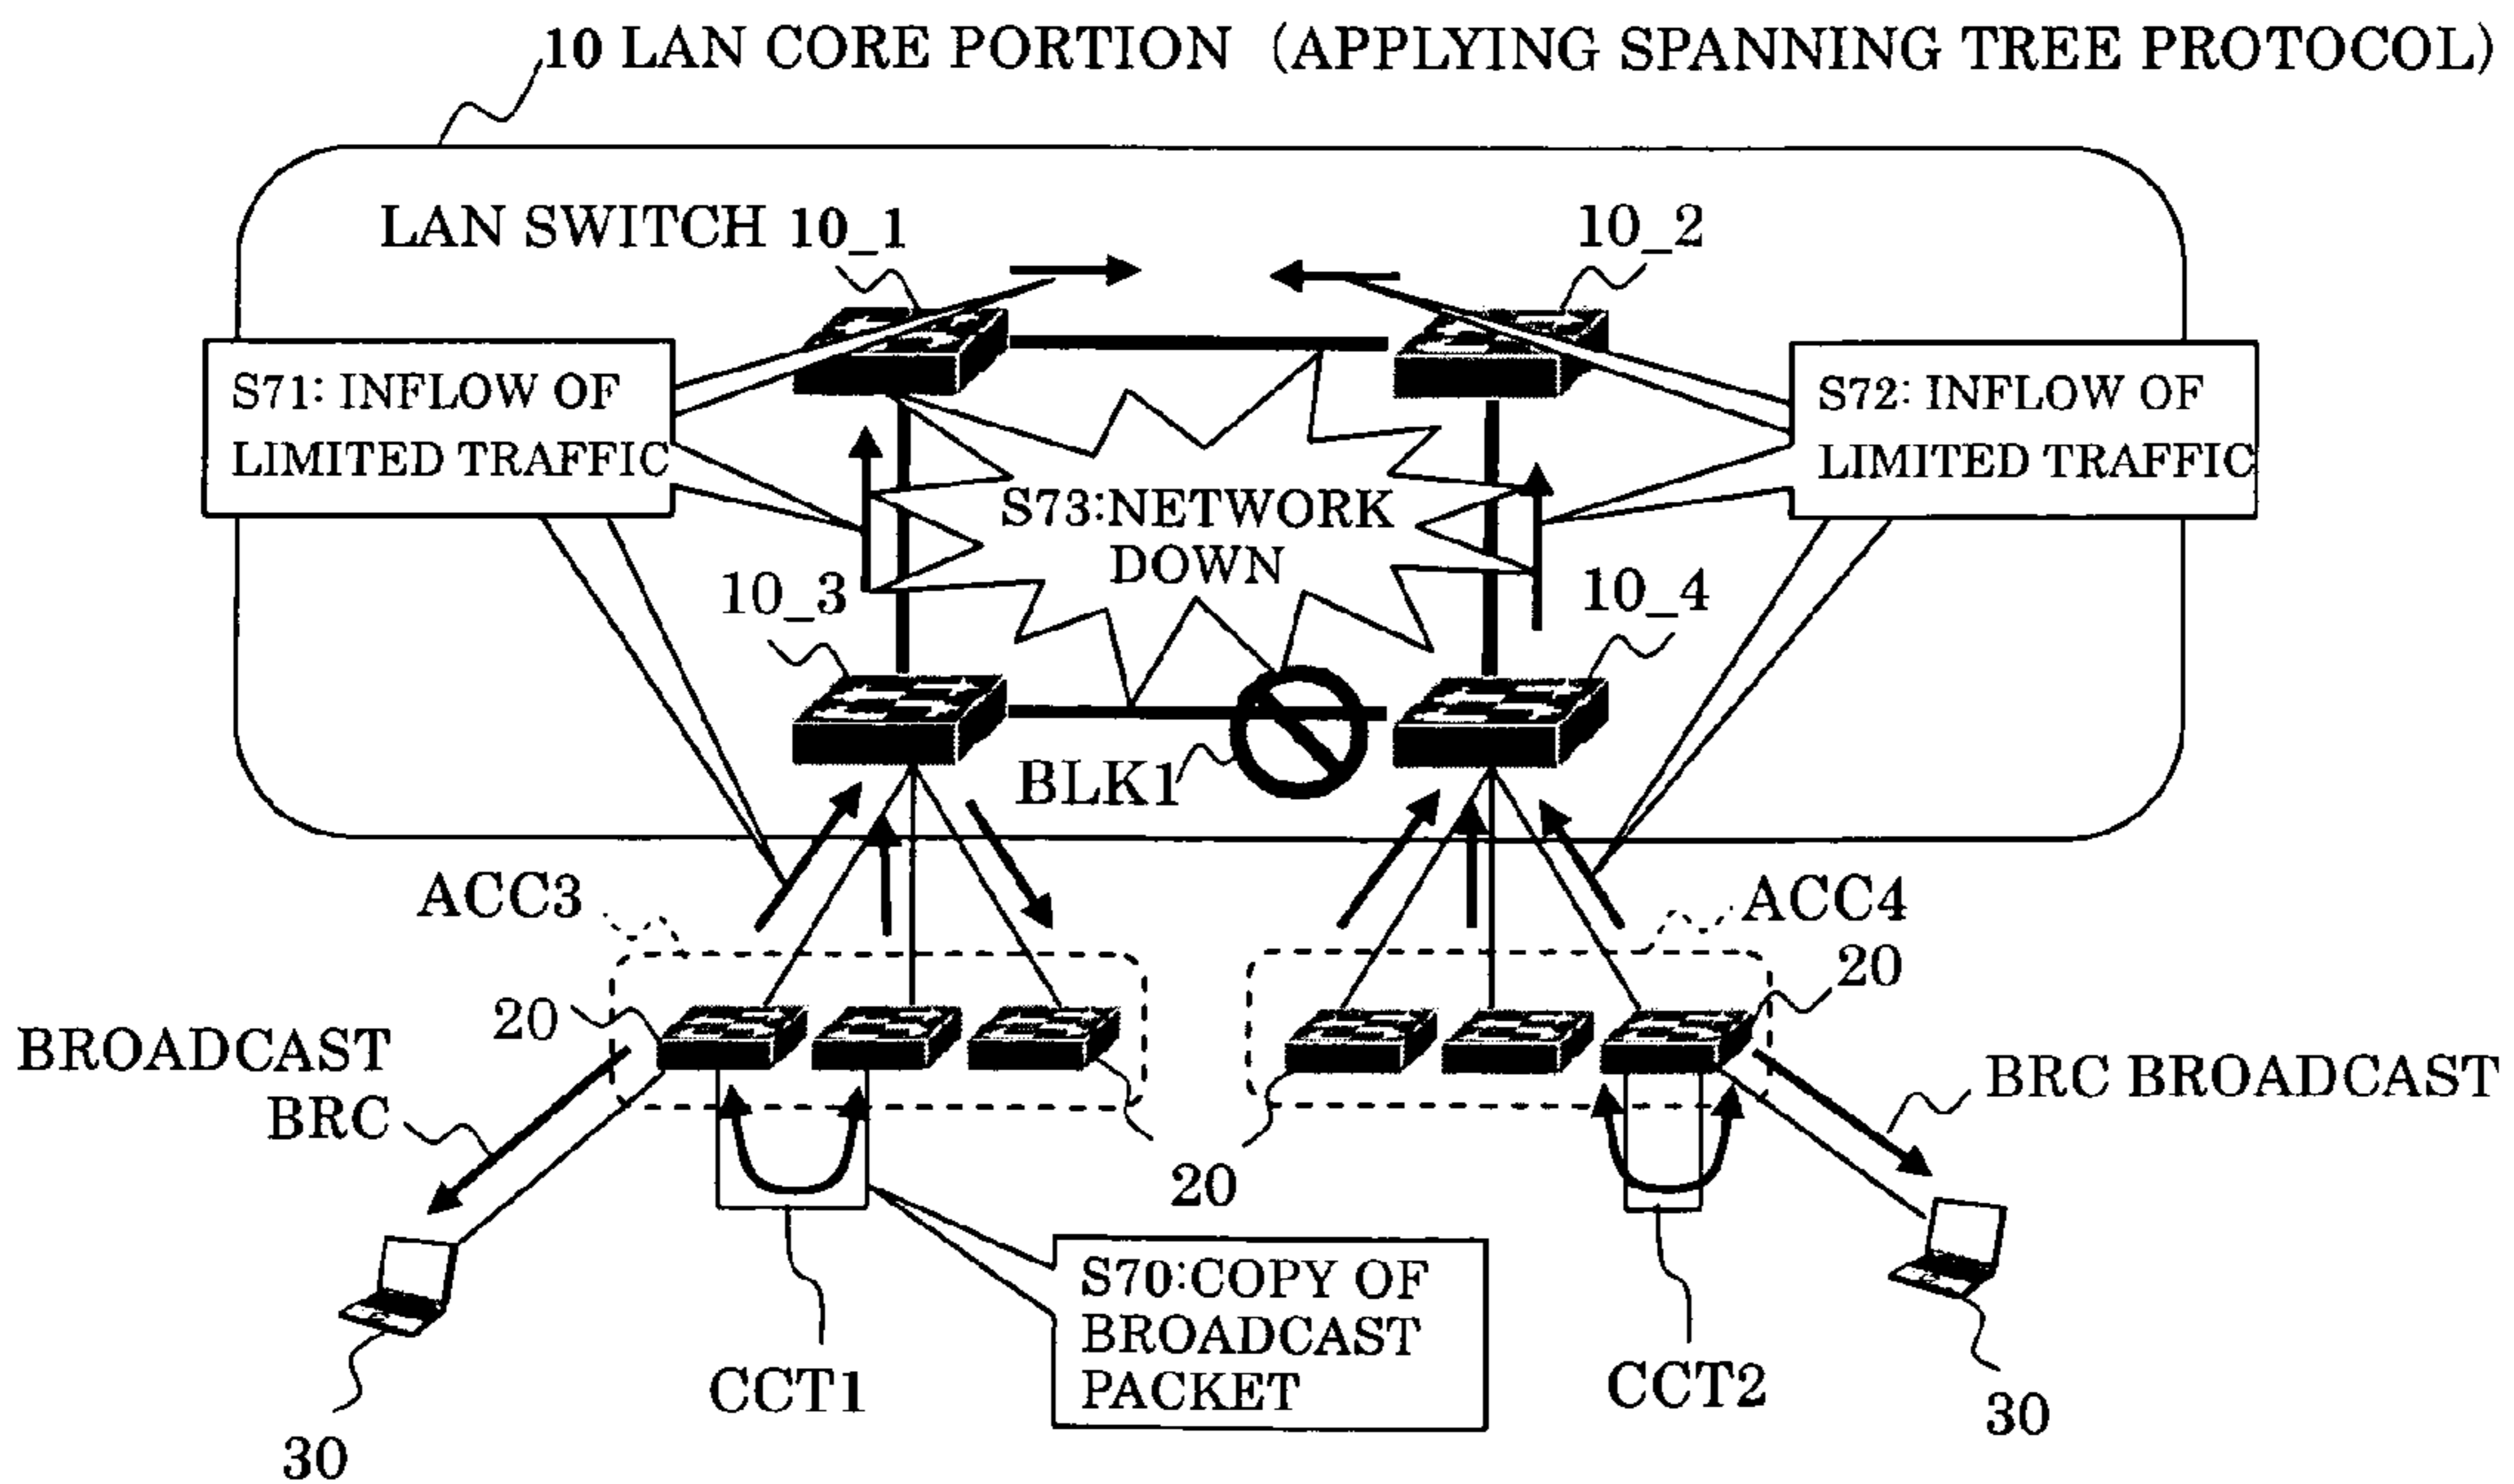 10 LAN CORE PORTION (APPLYING SPANNING TREE PROTOCOL)
LAN SWITCH 10_1
10_2
S71: INFLOW OF
LIMITED TRAFFIC
S72: INFLOW OF
LIMITED TRAFFIC
S73:NETWORK
DOWN
10_3
10_4
BLK1
ACC3
ACC4
20
20
BROADCAST
BRC
BRC BROADCAST
20
S70:COPY OF
BROADCAST
PACKET
CCT1
CCT2
30
30